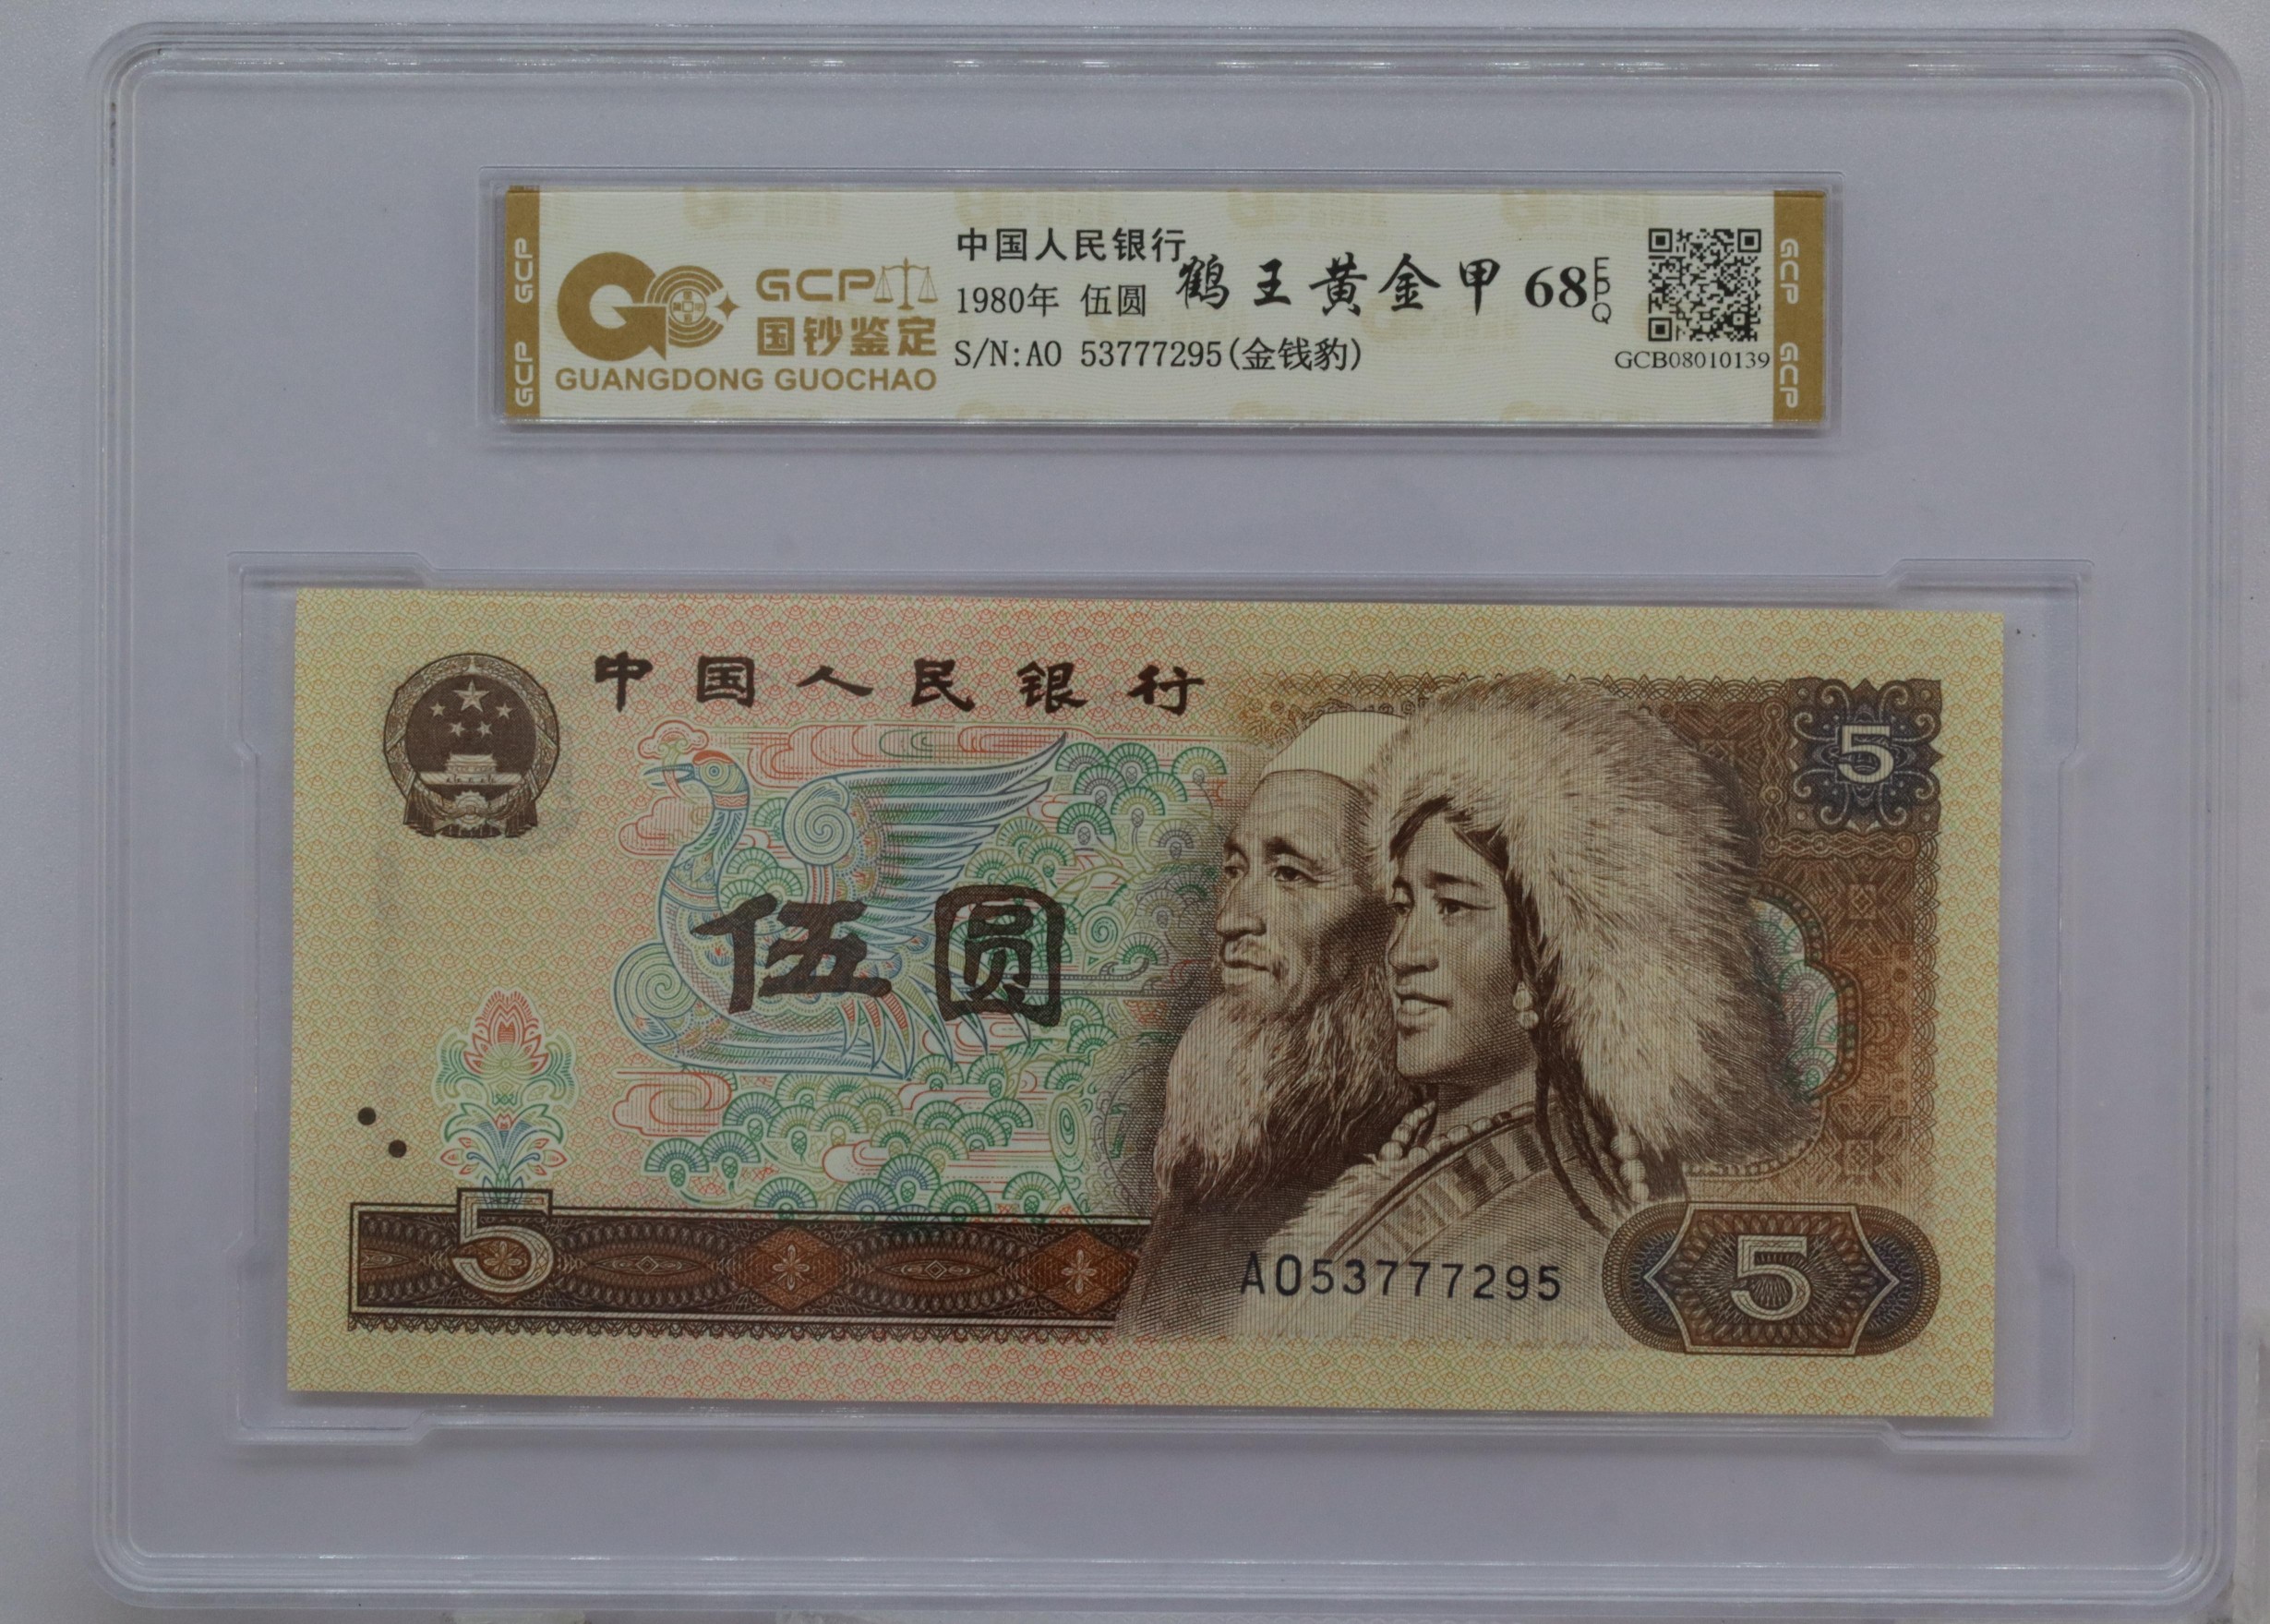 GCP GCP
GCP
国钞鉴定
GUANGDONG GUOCHAO
中国人民银行
1980年 伍圆
S/N:AO 53777295(金钱豹)
鹤王黄金甲 68 EPQ
GCB08010139
GCP GCP
中国人民银行
5
伍圆
5
AO53777295
5